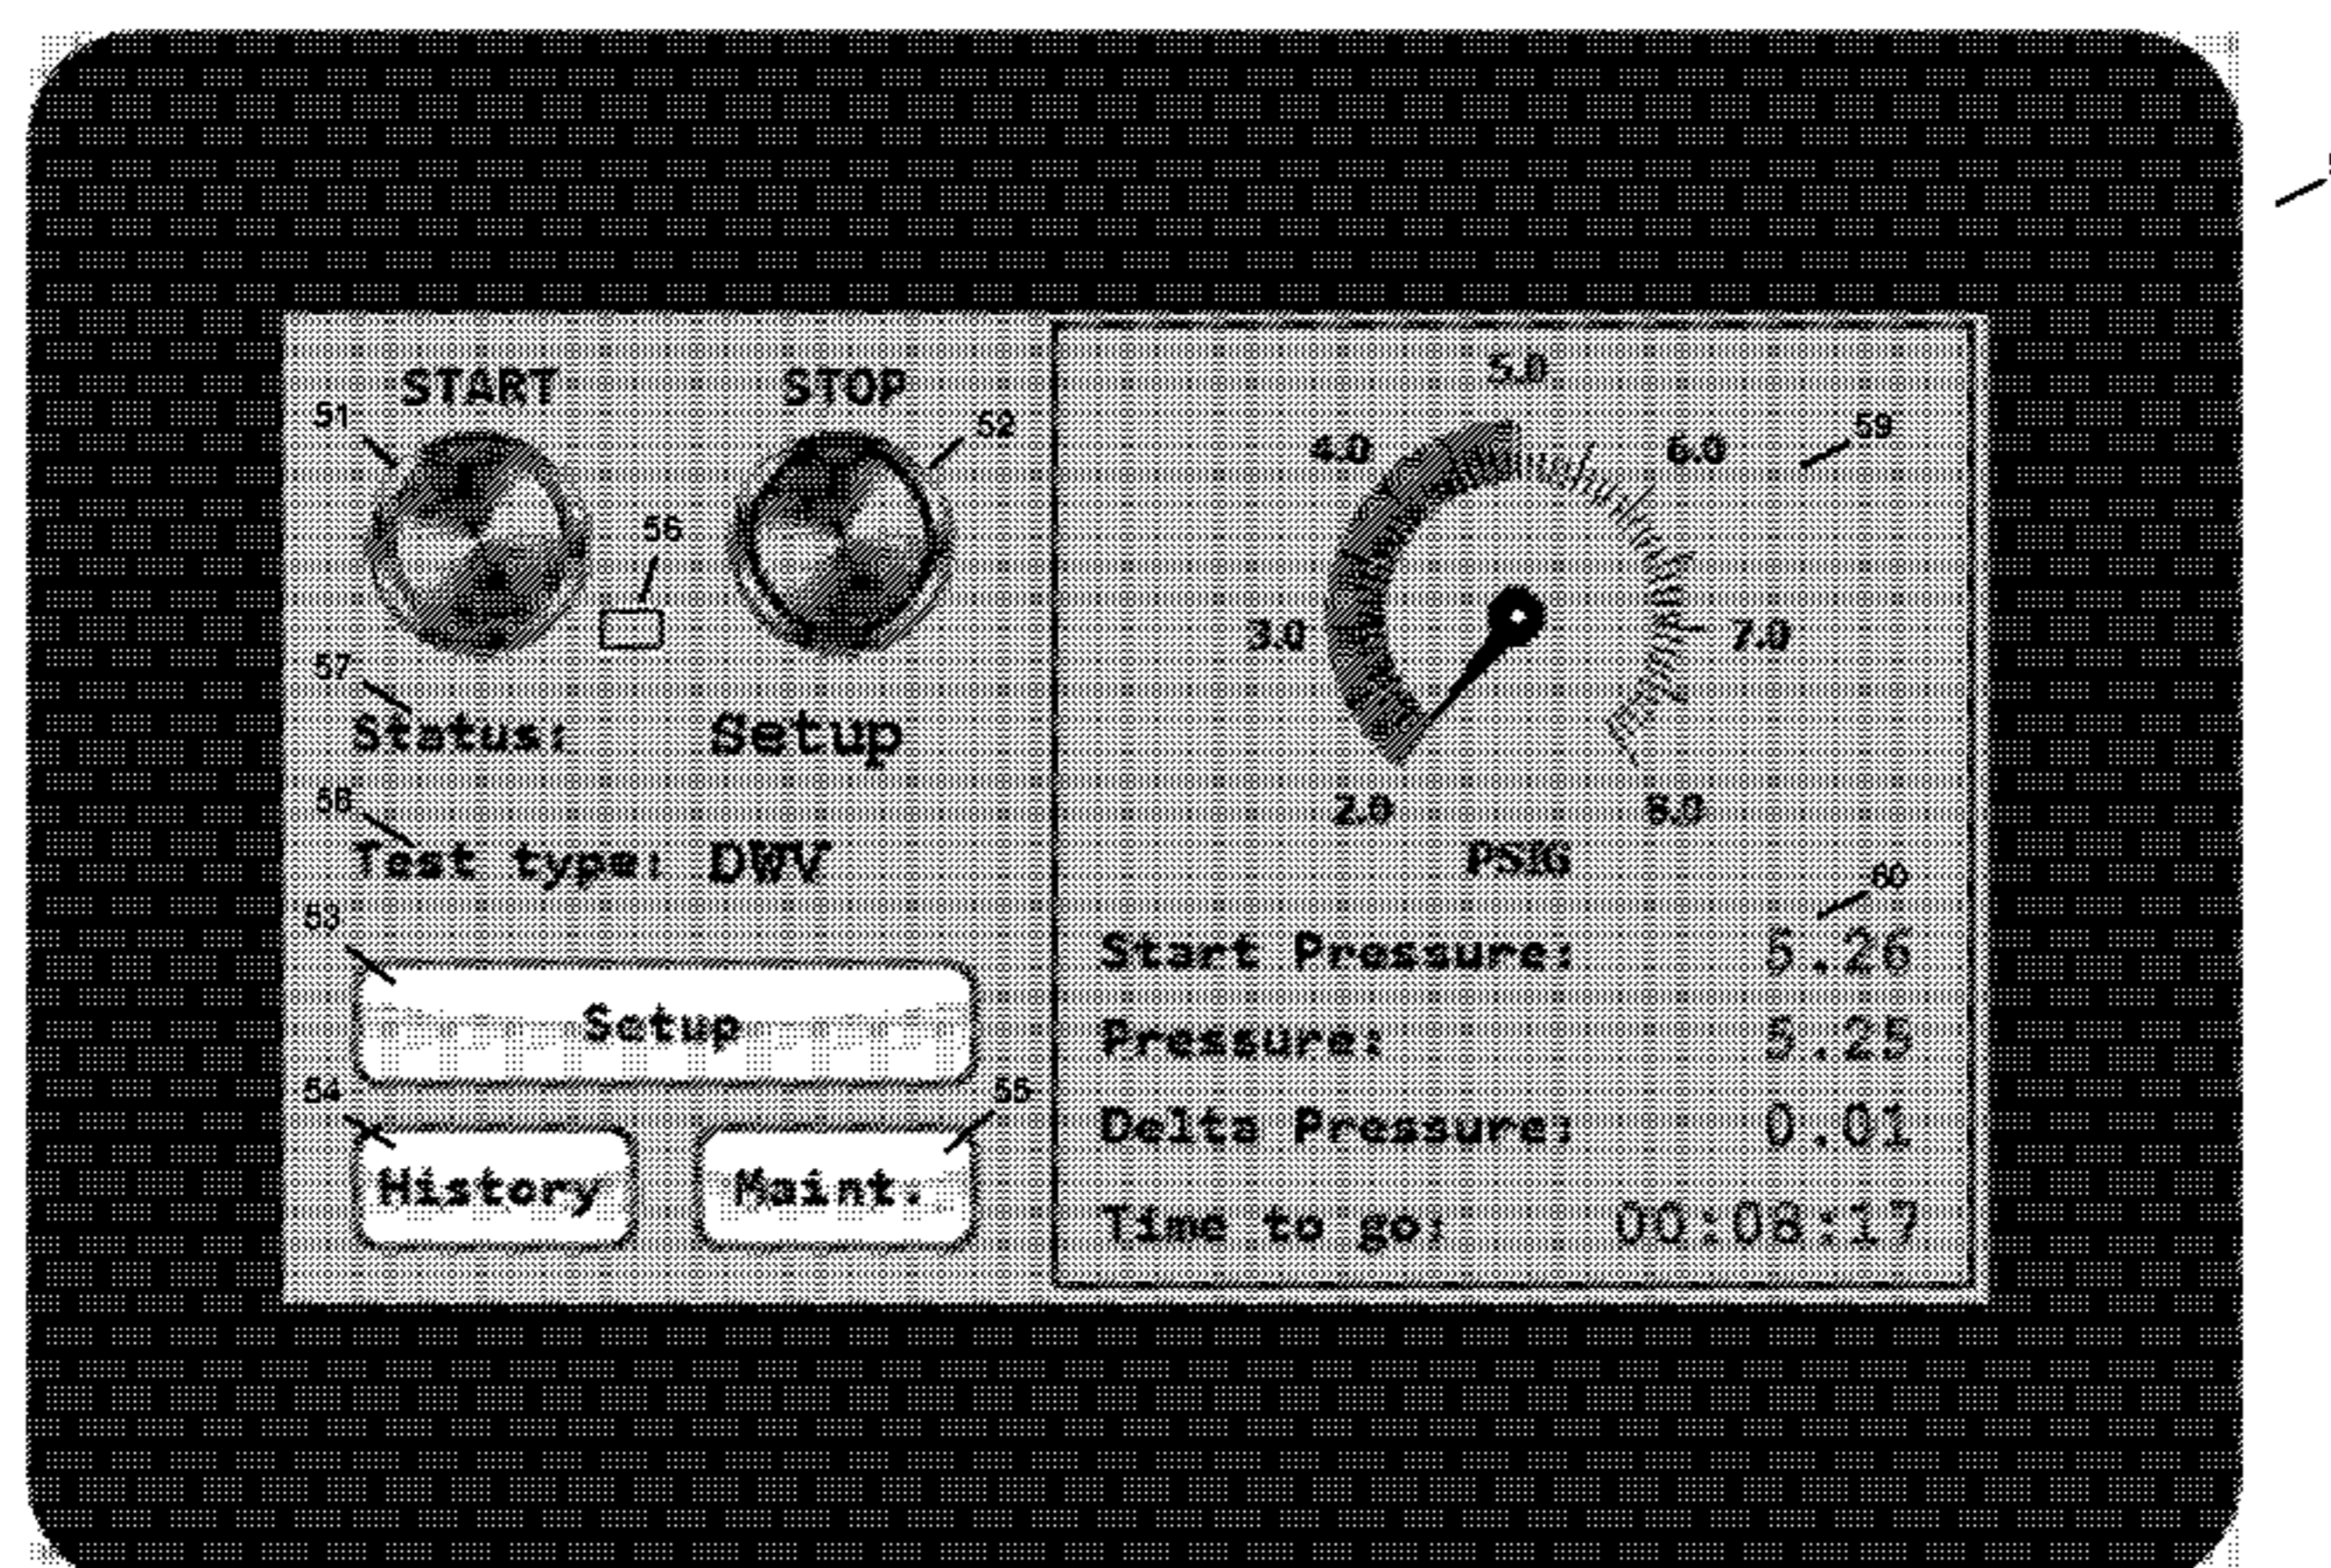 START
STOP
51
52
56
57
Status: Setup
58
Test type: DWV
53
Setup
54
55
History
Maint.
5.0
4.0
6.0
59
3.0
7.0
2.0
8.0
PSIG
60
Start Pressure: 5.26
Pressure: 5.25
Delta Pressure: 0.01
Time to go: 00:08:17